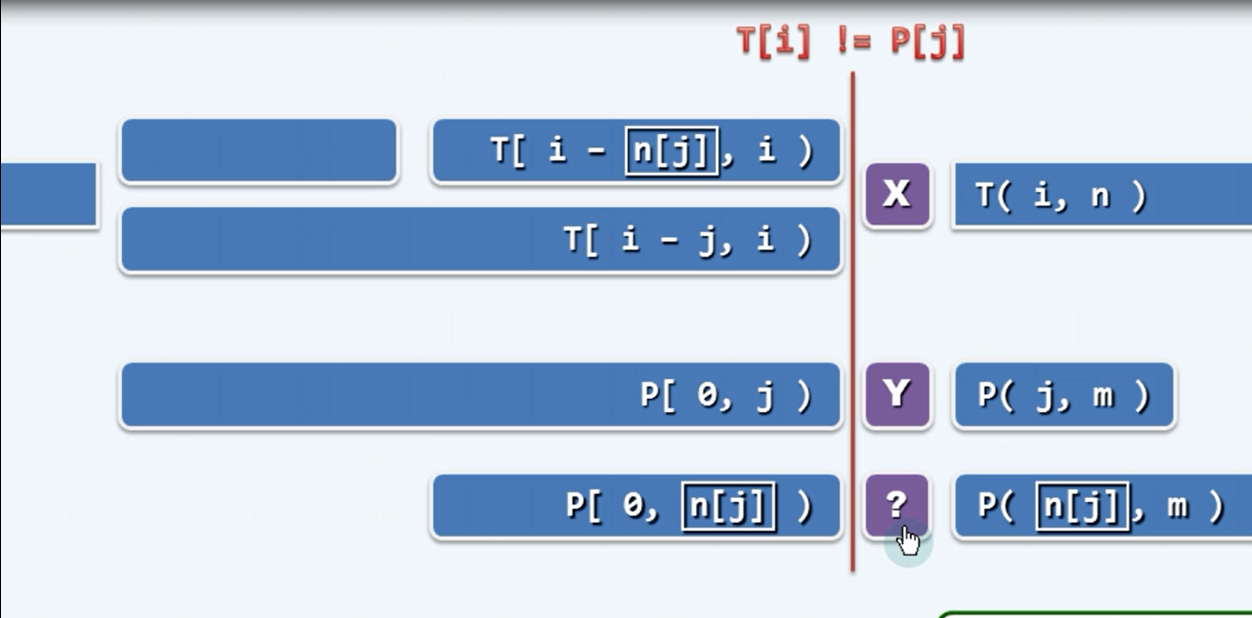 T[i] != P[j]
T[ i - n[j], i )
X T( i, n )
T[ i - j, i )
P[ 0, j ) Y P( j, m )
P[ 0, n[j] ) ? P( n[j], m )